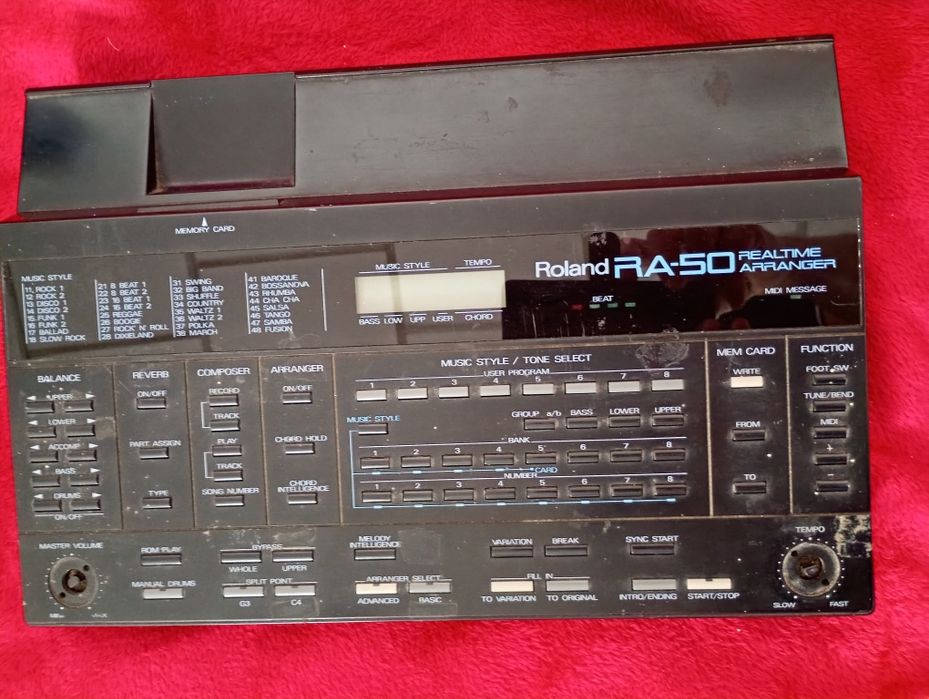 MEMORY CARD
Roland RA-50 REALTIME ARRANGER
MUSIC STYLE
11 ROCK 1
12 ROCK 2
13 DISCO 1
14 DISCO 2
15 FUNK 1
16 FUNK 2
17 BALLAD
18 SLOW ROCK
21 8 BEAT 1
22 8 BEAT 2
23 16 BEAT 1
24 16 BEAT 2
25 REGGAE
26 BOOGIE
27 ROCK' N' ROLL
28 DIXIELAND
31 SWING
32 BIG BAND
33 SHUFFLE
34 COUNTRY
35 WALTZ 1
36 WALTZ 2
37 POLKA
38 MARCH
41 BAROQUE
42 BOSSANOVA
43 RHUMBA
44 CHA CHA
45 SALSA
46 TANGO
47 SAMBA
48 FUSION
MUSIC STYLE TEMPO
BASS LOW UPP USER CHORD
BEAT
MIDI MESSAGE
BALANCE
UPPER
LOWER
ACCOMP
BASS
DRUMS
ON/OFF
REVERB
ON/OFF
PART ASSIGN
TYPE
COMPOSER
RECORD
TRACK
PLAY
TRACK
SONG NUMBER
ARRANGER
ON/OFF
CHORD HOLD
CHORD
INTELLIGENCE
MUSIC STYLE / TONE SELECT
USER PROGRAM
1 2 3 4 5 6 7 8
MUSIC STYLE
GROUP a/b BASS LOWER UPPER
BANK
1 2 3 4 5 6 7 8
CARD
NUMBER
1 2 3 4 5 6 7 8
MEM CARD
WRITE
FROM
TO
FUNCTION
FOOT SW
TUNE/BEND
MIDI
+
-
MASTER VOLUME
ROM PLAY
MANUAL DRUMS
BYPASS
WHOLE UPPER
SPLIT POINT
G3 C4
MELODY
INTELLIGENCE
ARRANGER SELECT
ADVANCED BASIC
VARIATION BREAK
FILL IN
TO VARIATION TO ORIGINAL
SYNC START
INTRO/ENDING START/STOP
TEMPO
SLOW FAST